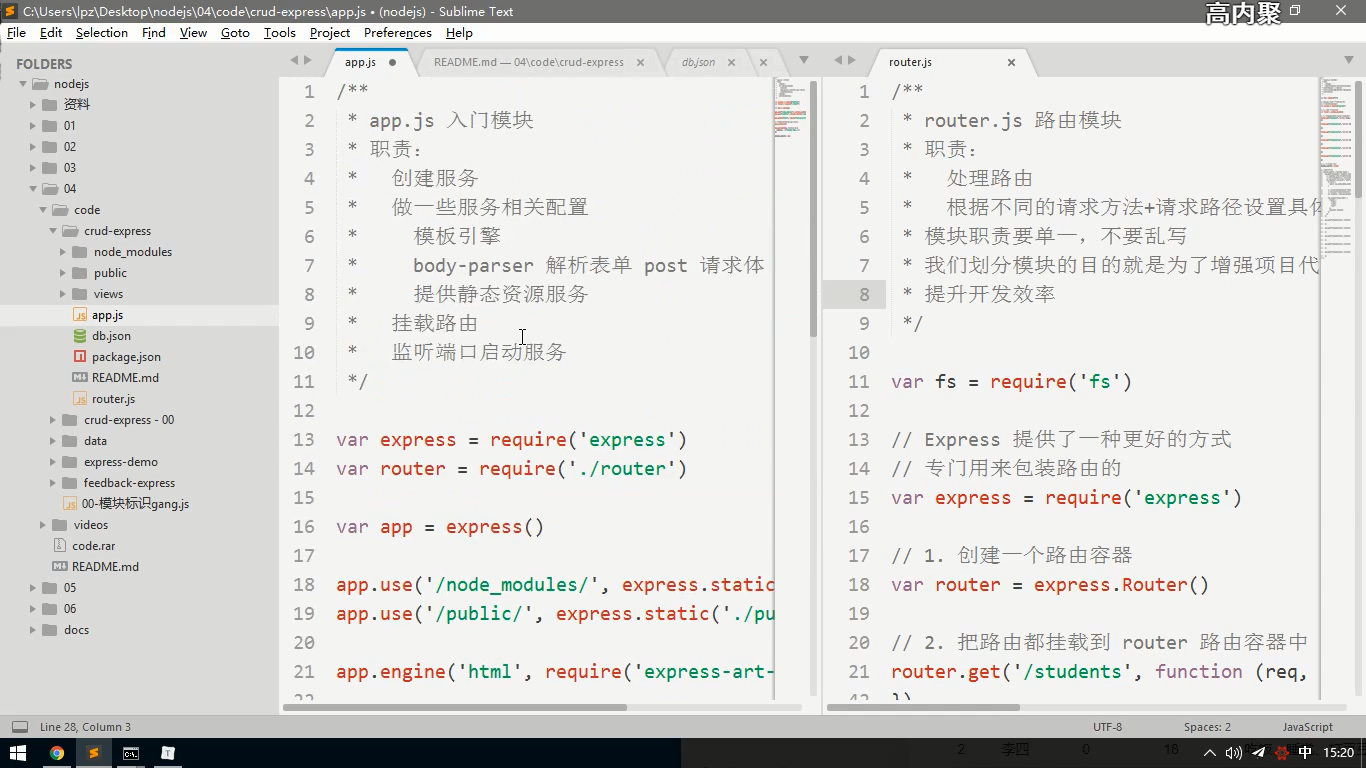 C:\Users\lpz\Desktop\nodejs\04\code\crud-express\app.js • (nodejs) - Sublime Text
高内聚
File Edit Selection Find View Goto Tools Project Preferences Help
FOLDERS
nodejs
资料
01
02
03
04
code
crud-express
node_modules
public
views
app.js
db.json
package.json
README.md
router.js
crud-express - 00
data
express-demo
feedback-express
00-模块标识gang.js
videos
code.rar
README.md
05
06
docs
app.js
README.md — 04\code\crud-express
db.json
1 /**
2 * app.js 入门模块
3 * 职责:
4 * 创建服务
5 * 做一些服务相关配置
6 * 模板引擎
7 * body-parser 解析表单 post 请求体
8 * 提供静态资源服务
9 * 挂载路由
10 * 监听端口启动服务
11 */
12
13 var express = require('express')
14 var router = require('./router')
15
16 var app = express()
17
18 app.use('/node_modules/', express.static
19 app.use('/public/', express.static('./pu
20
21 app.engine('html', require('express-art-
22
router.js
1 /**
2 * router.js 路由模块
3 * 职责:
4 * 处理路由
5 * 根据不同的请求方法+请求路径设置具体
6 * 模块职责要单一,不要乱写
7 * 我们划分模块的目的就是为了增强项目代
8 * 提升开发效率
9 */
10
11 var fs = require('fs')
12
13 // Express 提供了一种更好的方式
14 // 专门用来包装路由的
15 var express = require('express')
16
17 // 1. 创建一个路由容器
18 var router = express.Router()
19
20 // 2. 把路由都挂载到 router 路由容器中
21 router.get('/students', function (req,
42 })
Line 28, Column 3
UTF-8
Spaces: 2
JavaScript
2 李四 0 18
中
15:20